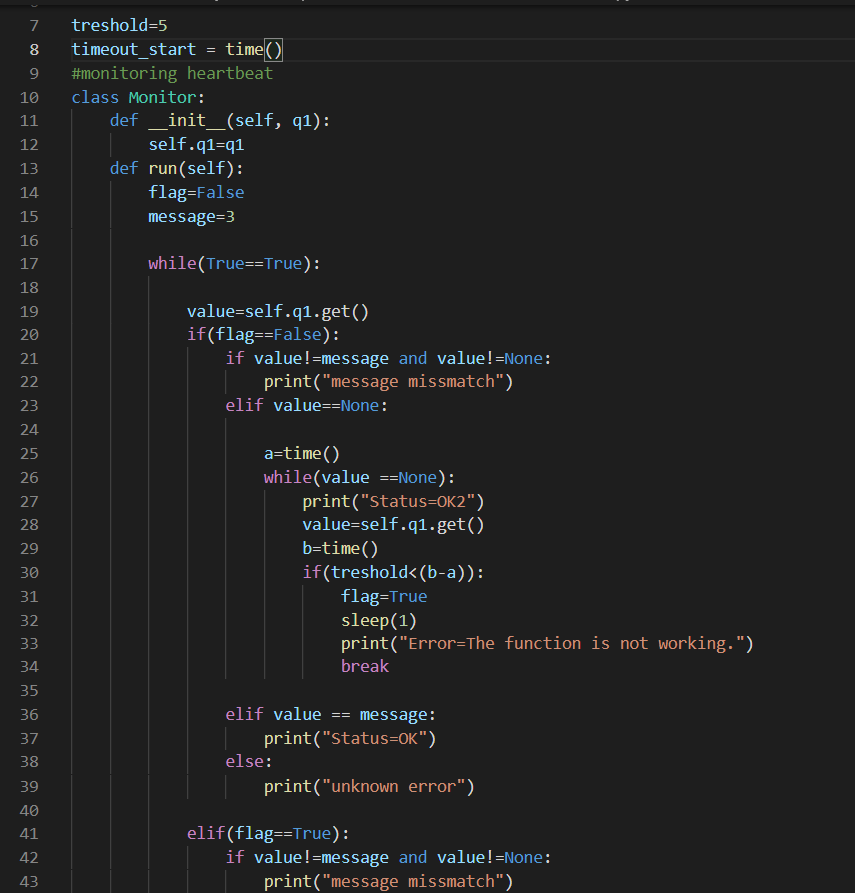 7 treshold=5
8 timeout_start = time()
9 #monitoring heartbeat
10 class Monitor:
11     def __init__(self, q1):
12         self.q1=q1
13     def run(self):
14         flag=False
15         message=3
16
17         while(True==True):
18
19             value=self.q1.get()
20             if(flag==False):
21                 if value!=message and value!=None:
22                     print("message missmatch")
23                 elif value==None:
24
25                     a=time()
26                     while(value ==None):
27                         print("Status=OK2")
28                         value=self.q1.get()
29                         b=time()
30                         if(treshold<(b-a)):
31                             flag=True
32                             sleep(1)
33                             print("Error=The function is not working.")
34                             break
35
36                 elif value == message:
37                     print("Status=OK")
38                 else:
39                     print("unknown error")
40
41             elif(flag==True):
42                 if value!=message and value!=None:
43                     print("message missmatch")